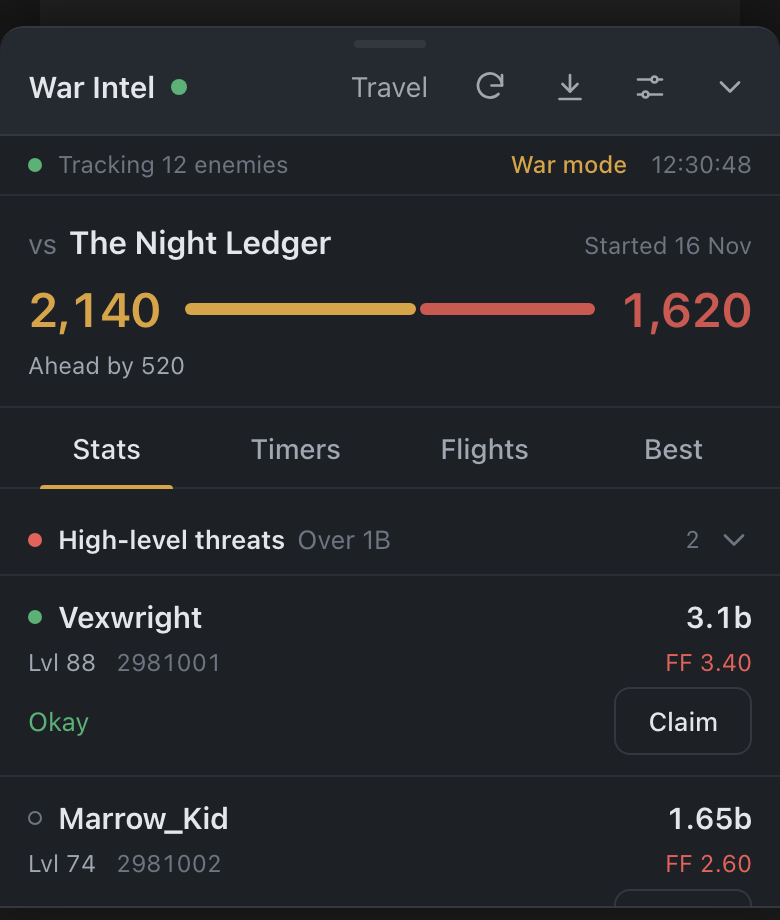 War Intel Travel
Tracking 12 enemies War mode 12:30:48
vs The Night Ledger Started 16 Nov
2,140 1,620
Ahead by 520
Stats Timers Flights Best
High-level threats Over 1B 2
Vexwright 3.1b
Lvl 88 2981001 FF 3.40
Okay Claim
Marrow_Kid 1.65b
Lvl 74 2981002 FF 2.60